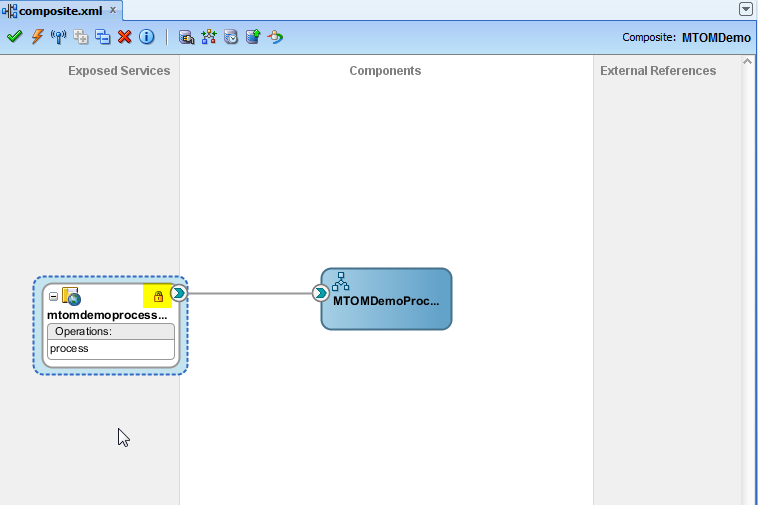 composite.xml x
Composite: MTOMDemo
Exposed Services
Components
External References
mtomdemoprocess...
Operations:
process
MTOMDemoProc...